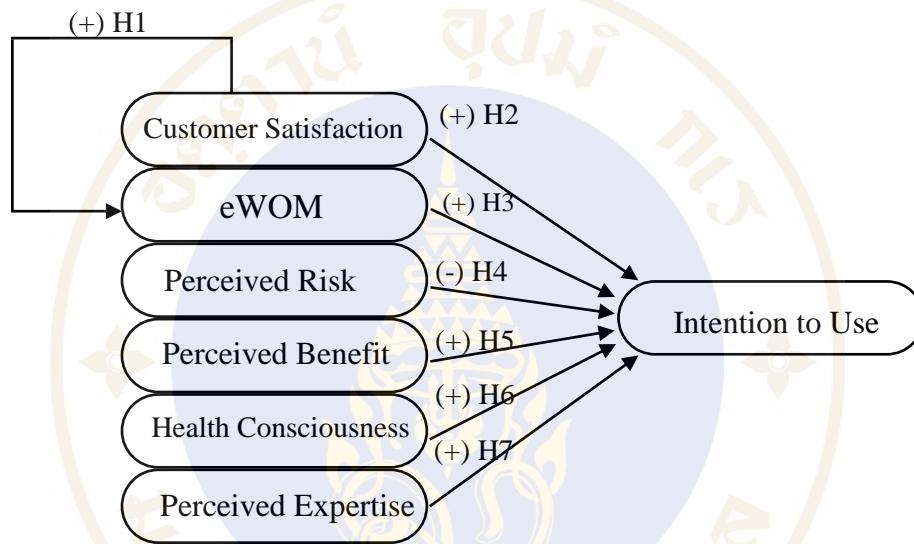 (+) H1
Customer Satisfaction
(+) H2
eWOM
(+) H3
Perceived Risk
(-) H4
Intention to Use
Perceived Benefit
(+) H5
Health Consciousness
(+) H6
Perceived Expertise
(+) H7